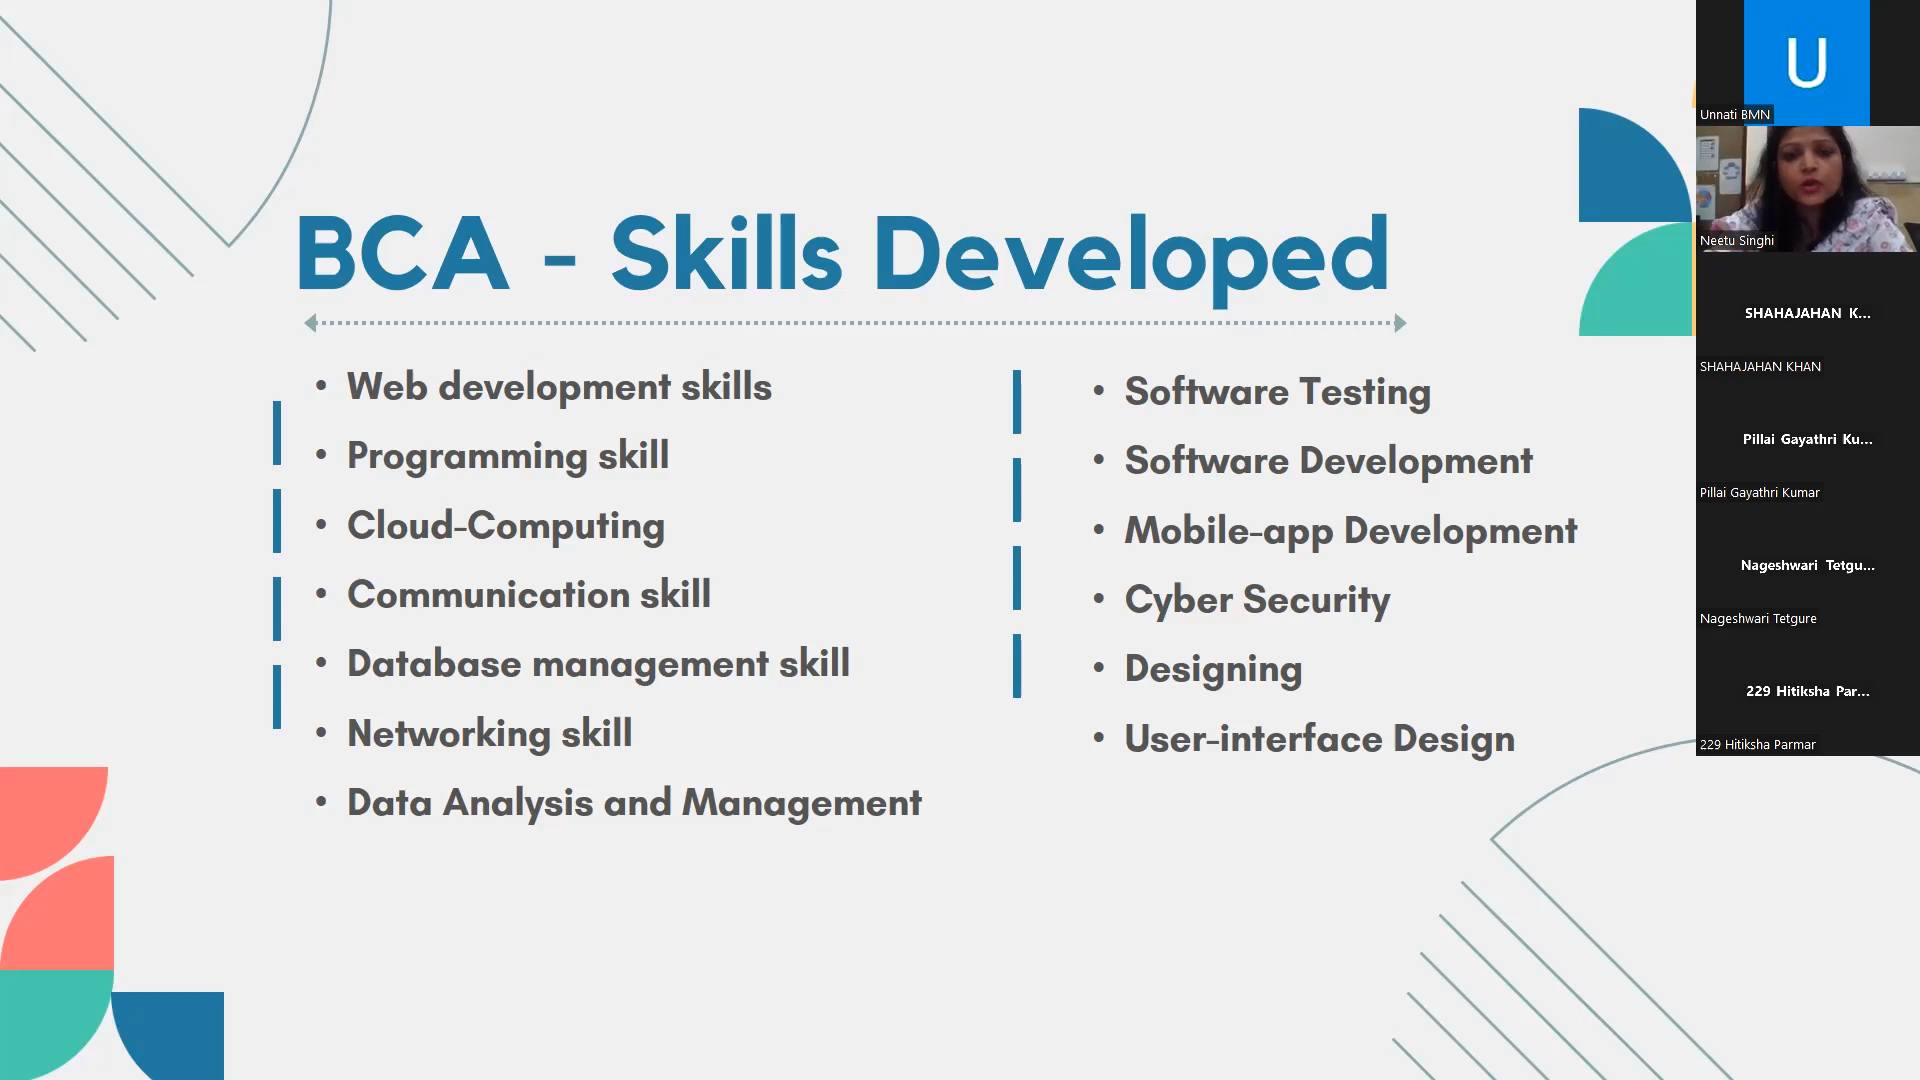 BCA - Skills Developed
• Web development skills
• Programming skill
• Cloud-Computing
• Communication skill
• Database management skill
• Networking skill
• Data Analysis and Management
• Software Testing
• Software Development
• Mobile-app Development
• Cyber Security
• Designing
• User-interface Design
U
Unnati BMN
Neetu Singhi
SHAHAJAHAN K...
SHAHAJAHAN KHAN
Pillai Gayathri Ku...
Pillai Gayathri Kumar
Nageshwari Tetgu...
Nageshwari Tetgure
229 Hitiksha Par...
229 Hitiksha Parmar